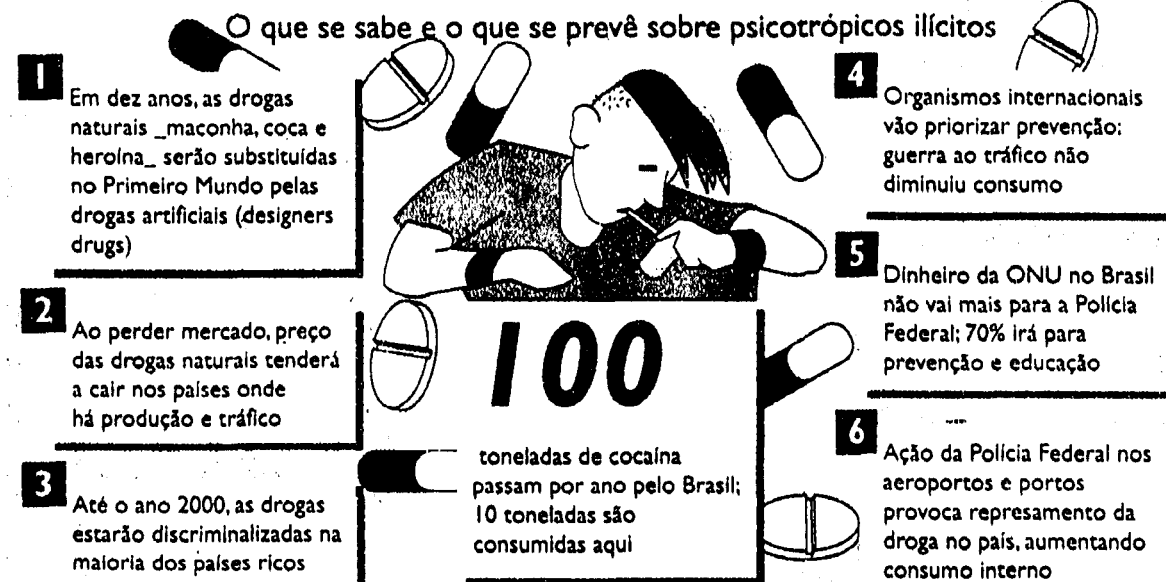 O que se sabe e o que se prevê sobre psicotrópicos ilícitos
1
Em dez anos, as drogas
naturais _maconha, coca e
heroína_ serão substituídas
no Primeiro Mundo pelas
drogas artificiais (designers
drugs)
2
Ao perder mercado, preço
das drogas naturais tenderá
a cair nos países onde
há produção e tráfico
3
Até o ano 2000, as drogas
estarão discriminalizadas na
maioria dos países ricos
100
toneladas de cocaína
passam por ano pelo Brasil;
10 toneladas são
consumidas aqui
4
Organismos internacionais
vão priorizar prevenção:
guerra ao tráfico não
diminuiu consumo
5
Dinheiro da ONU no Brasil
não vai mais para a Polícia
Federal; 70% irá para
prevenção e educação
6
Ação da Polícia Federal nos
aeroportos e portos
provoca represamento da
droga no país, aumentando
consumo interno